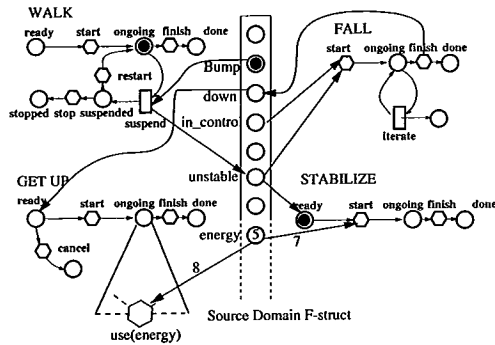 WALK
ready start ongoing finish done
restart
stopped stop suspended
suspend
Bump
down
in_contro
unstable
energy
5
FALL
start ongoing finish done
iterate
GET UP
ready start ongoing finish done
cancel
use(energy)
8
7
STABILIZE
ready start ongoing finish done
Source Domain F-struct